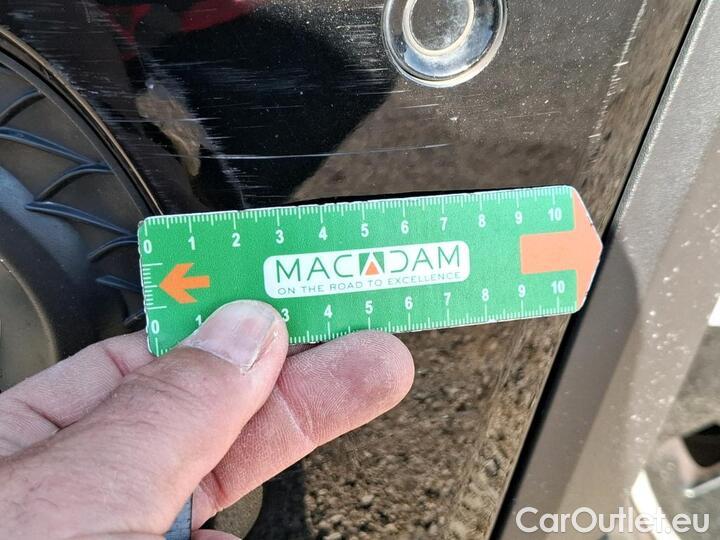 0 1 2 3 4 5 6 7 8 9 10
MACADAM
ON THE ROAD TO EXCELLENCE
0 1 3 4 5 6 7 8 9 10
CarOutlet.eu